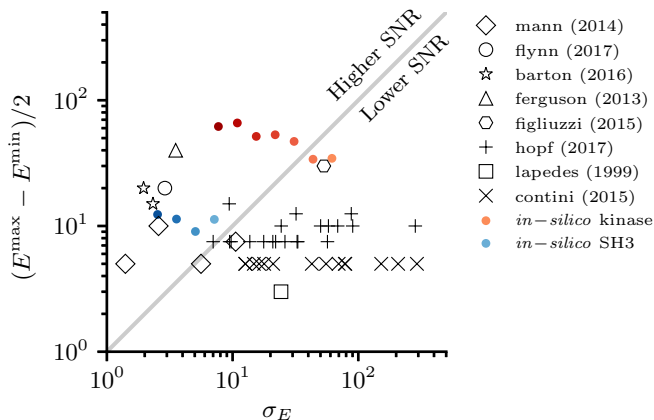 (E^max − E^min)/2
10^2
10^1
10^0
10^0
10^1
10^2
σ_E
Higher SNR
Lower SNR
mann (2014)
flynn (2017)
barton (2016)
ferguson (2013)
figliuzzi (2015)
hopf (2017)
lapedes (1999)
contini (2015)
in−silico kinase
in−silico SH3